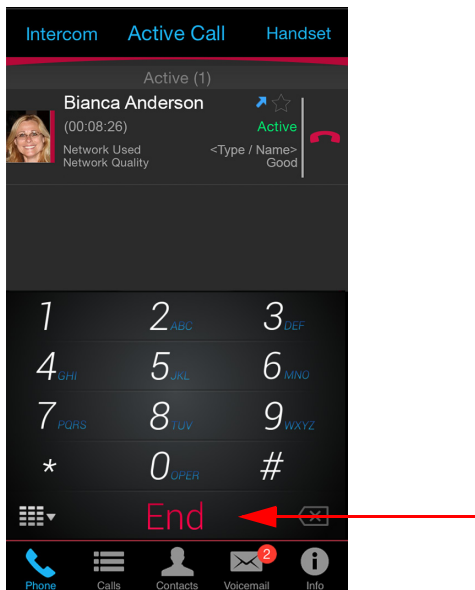 Intercom Active Call Handset
Active (1)
Bianca Anderson
(00:08:26) Active
Network Used <Type / Name>
Network Quality Good
1 2 ABC 3 DEF
4 GHI 5 JKL 6 MNO
7 PQRS 8 TUV 9 WXYZ
* 0 OPER #
End
2
Phone Calls Contacts Voicemail Info